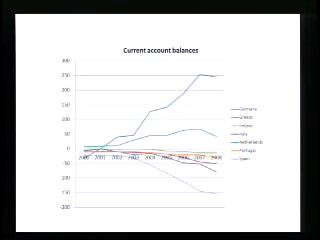 Current account balances
300
250
200
150
100
50
0
-50
-100
-150
-200
2000 2001 2002 2003 2004 2005 2006 2007 2008
Germany
Greece
Ireland
Italy
Netherlands
Portugal
Spain